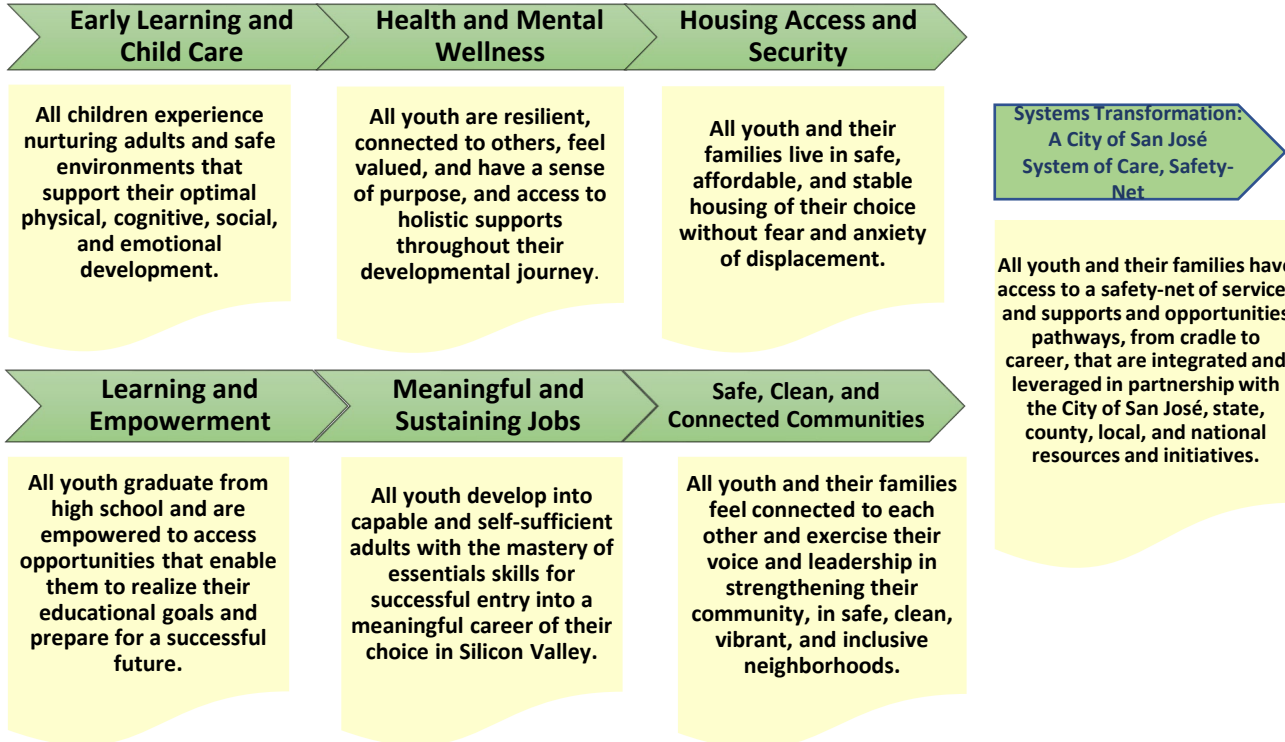 Early Learning and
Child Care
Health and Mental
Wellness
Housing Access and
Security
All children experience
nurturing adults and safe
environments that
support their optimal
physical, cognitive, social,
and emotional
development.
All youth are resilient,
connected to others, feel
valued, and have a sense
of purpose, and access to
holistic supports
throughout their
developmental journey.
All youth and their
families live in safe,
affordable, and stable
housing of their choice
without fear and anxiety
of displacement.
Learning and
Empowerment
Meaningful and
Sustaining Jobs
Safe, Clean, and
Connected Communities
All youth graduate from
high school and are
empowered to access
opportunities that enable
them to realize their
educational goals and
prepare for a successful
future.
All youth develop into
capable and self-sufficient
adults with the mastery of
essentials skills for
successful entry into a
meaningful career of their
choice in Silicon Valley.
All youth and their families
feel connected to each
other and exercise their
voice and leadership in
strengthening their
community, in safe, clean,
vibrant, and inclusive
neighborhoods.
Systems Transformation:
A City of San José
System of Care, Safety-
Net
All youth and their families have
access to a safety-net of service
and supports and opportunities
pathways, from cradle to
career, that are integrated and
leveraged in partnership with
the City of San José, state,
county, local, and national
resources and initiatives.